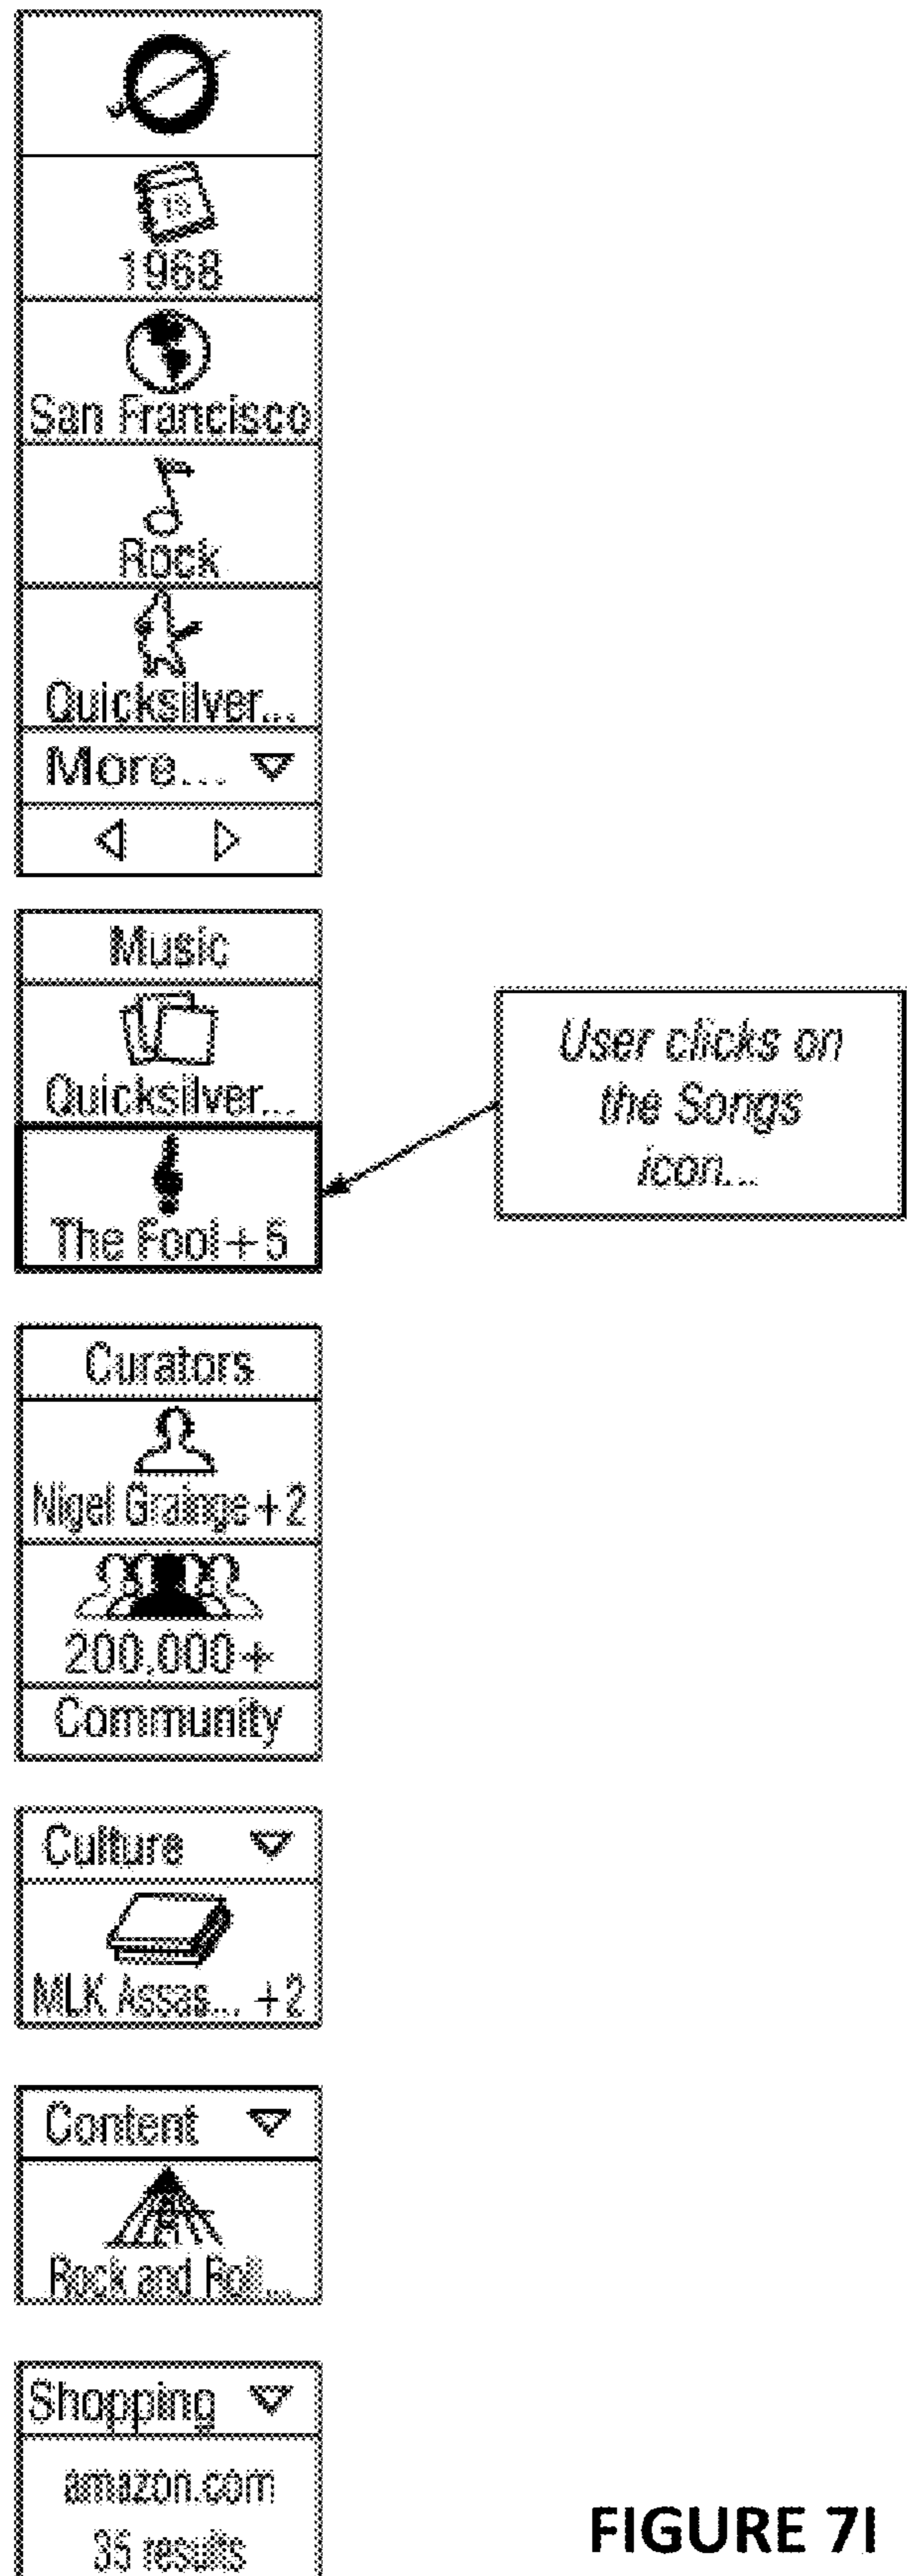 1968
San Francisco
Rock
Quicksilver...
More...
Music
Quicksilver...
The Fool + 5
User clicks on
the Songs
icon...
Curators
Nigel Grainge + 2
200,000+
Community
Culture
MLK Assas... +2
Content
Rock and Roll...
Shopping
amazon.com
35 results
FIGURE 7I